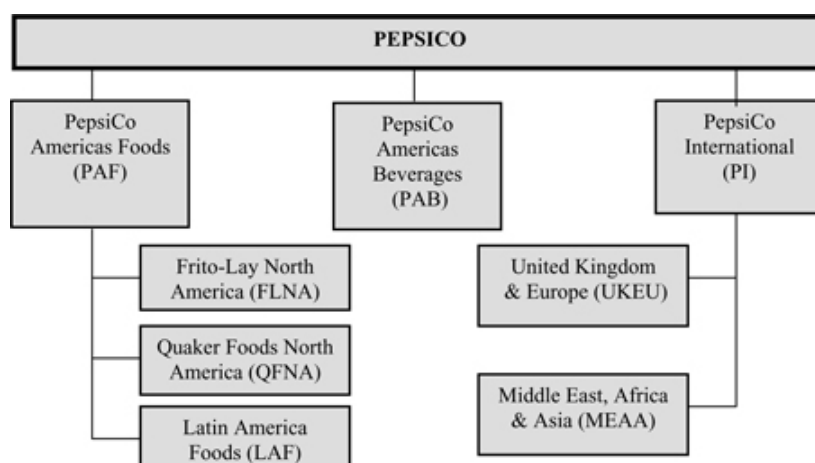 PEPSICO
PepsiCo
Americas Foods
(PAF)
PepsiCo
Americas
Beverages
(PAB)
PepsiCo
International
(PI)
Frito-Lay North
America (FLNA)
Quaker Foods North
America (QFNA)
Latin America
Foods (LAF)
United Kingdom
& Europe (UKEU)
Middle East, Africa
& Asia (MEAA)